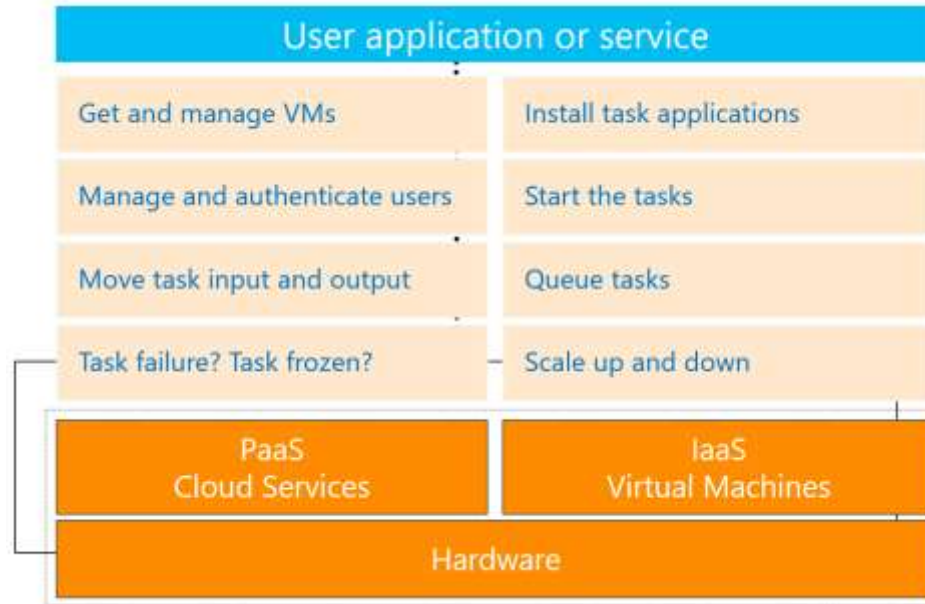 User application or service
Get and manage VMs
Install task applications
Manage and authenticate users
Start the tasks
Move task input and output
Queue tasks
Task failure? Task frozen?
Scale up and down
PaaS
Cloud Services
IaaS
Virtual Machines
Hardware